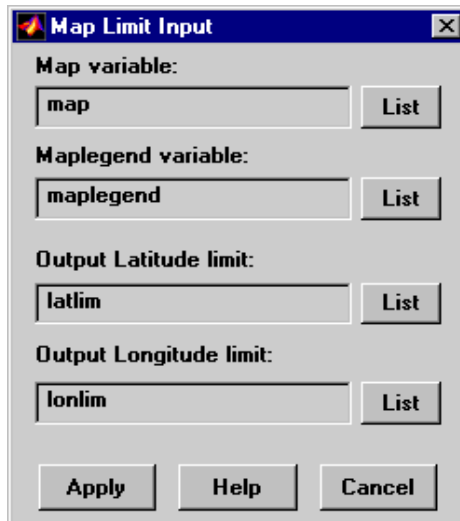 Map Limit Input
Map variable:
map List
Maplegend variable:
maplegend List
Output Latitude limit:
latlim List
Output Longitude limit:
lonlim List
Apply Help Cancel